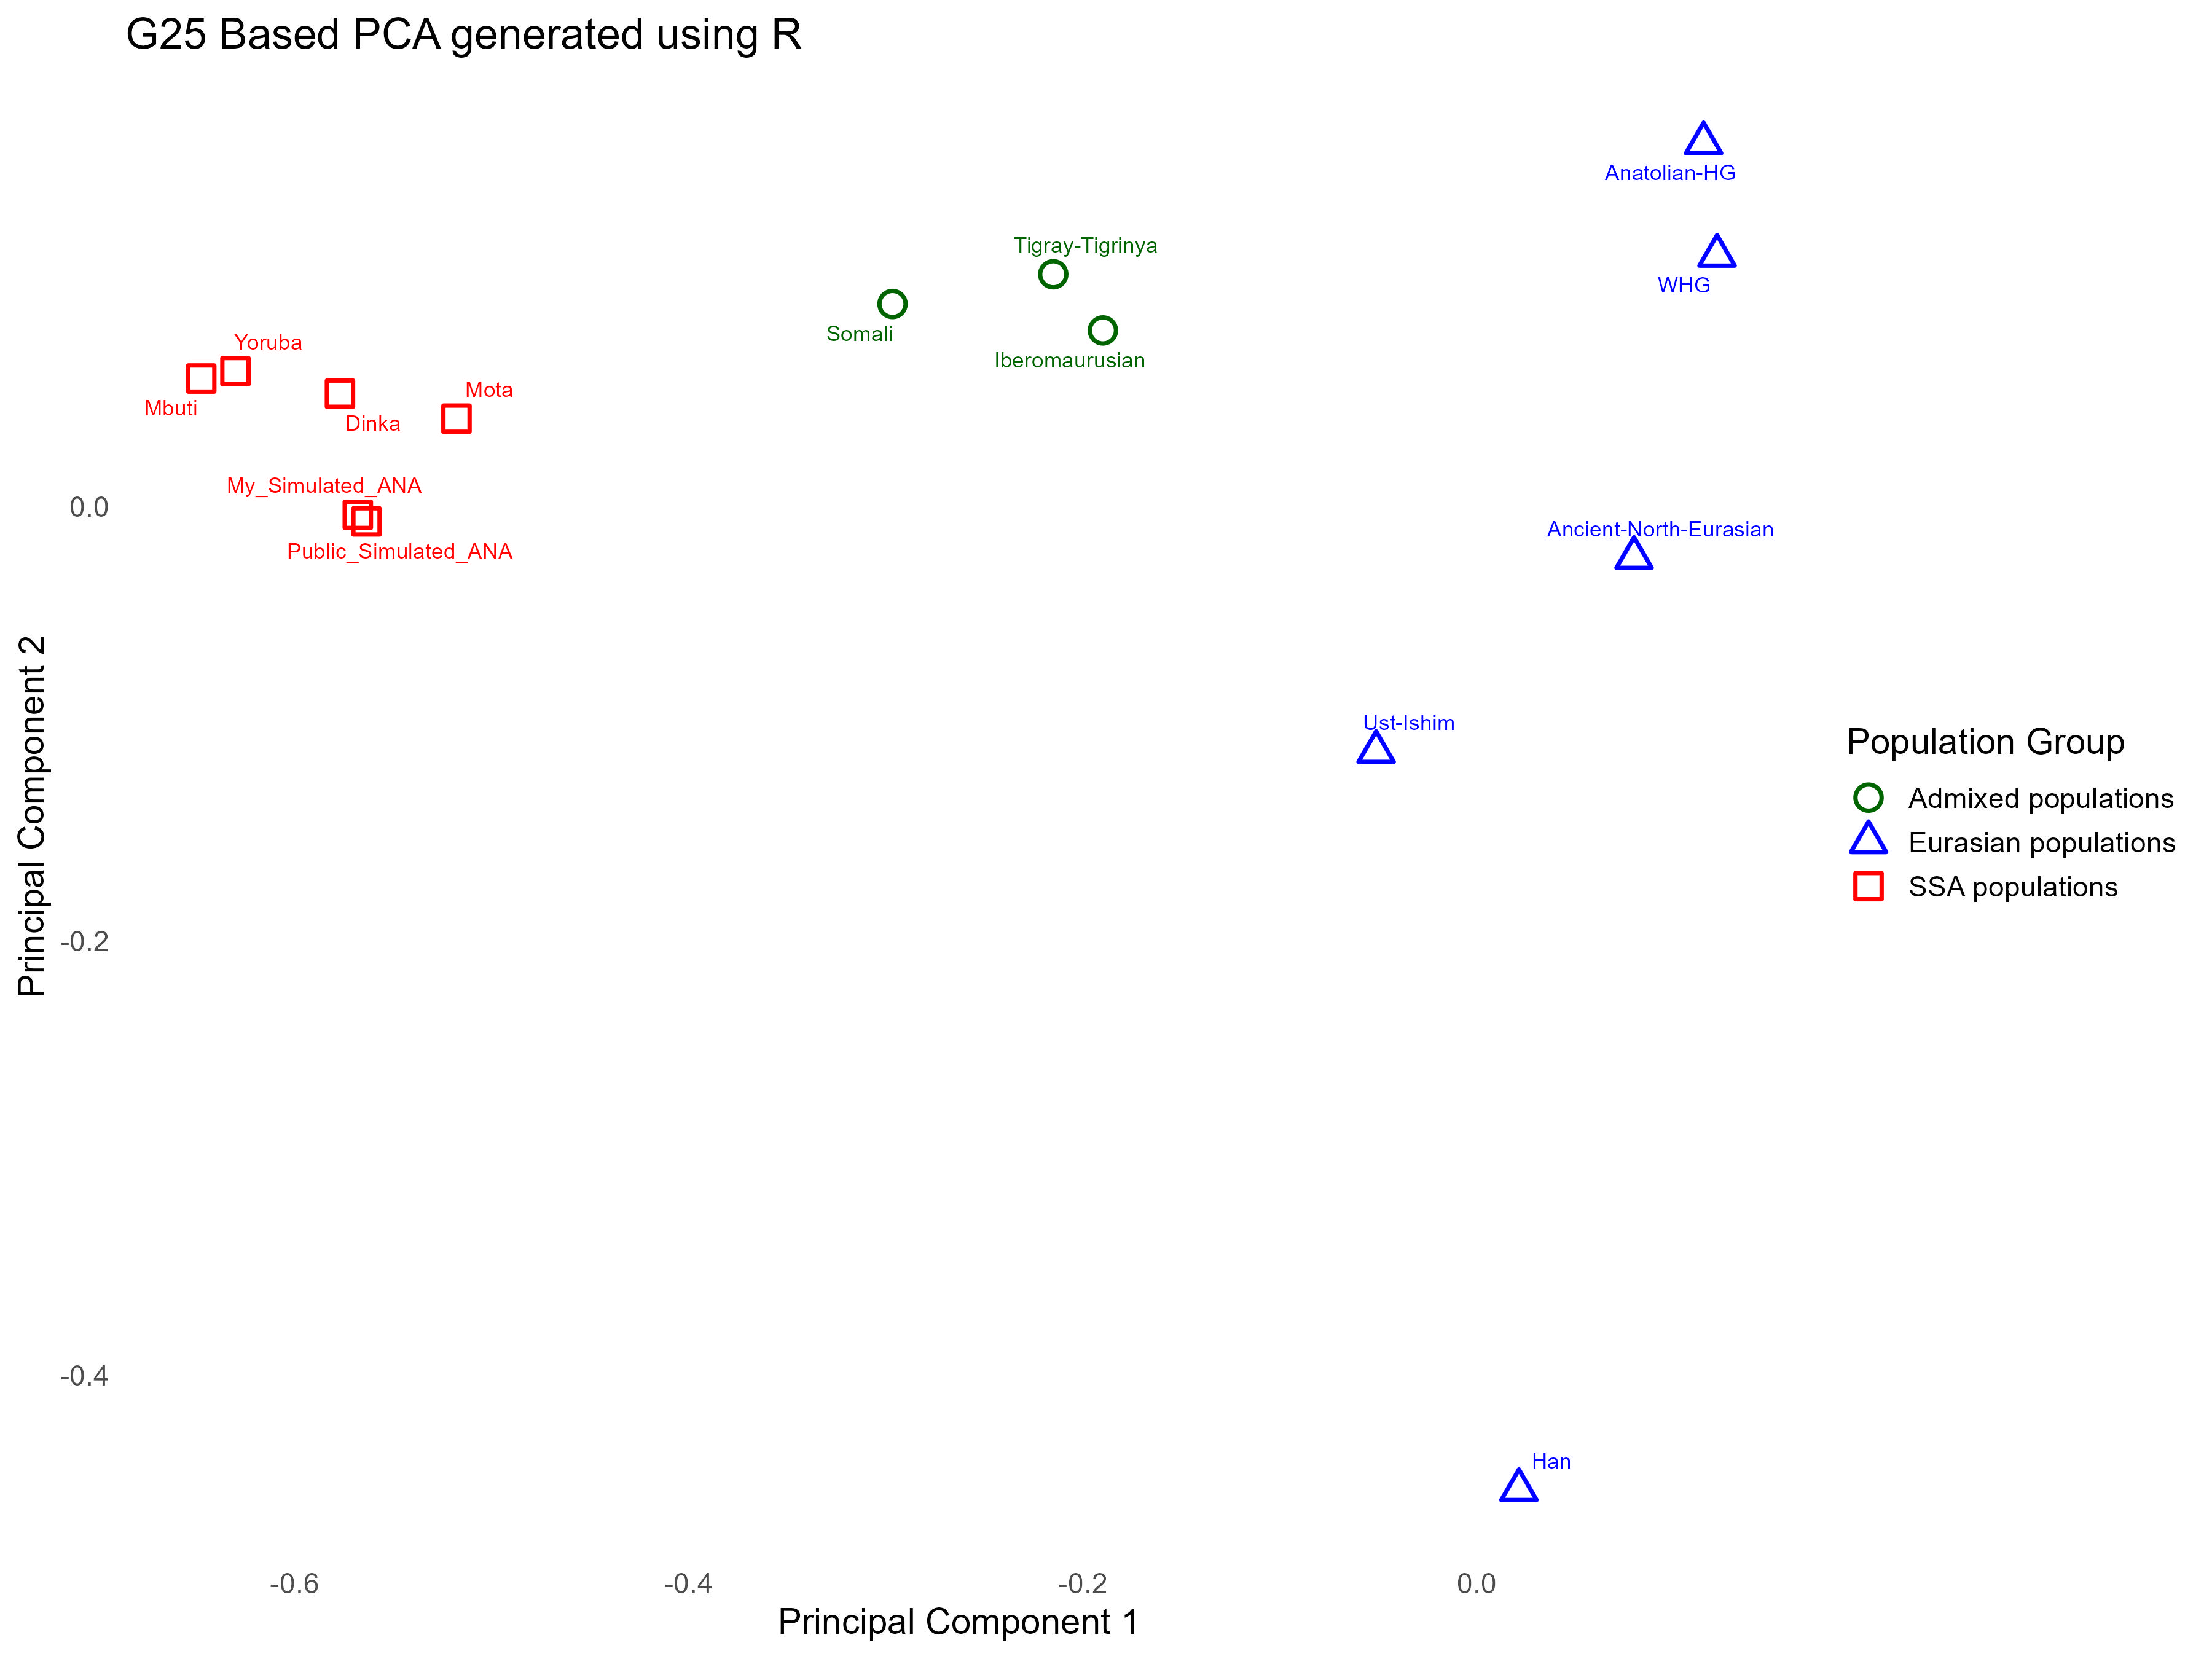 G25 Based PCA generated using R
Anatolian-HG
Tigray-Tigrinya
WHG
Somali
Yoruba
Iberomaurusian
Mota
Mbuti
Dinka
My_Simulated_ANA
0.0
Ancient-North-Eurasian
Public_Simulated_ANA
Principal Component 2
Ust-Ishim
Population Group
Admixed populations
Eurasian populations
SSA populations
-0.2
-0.4
Han
-0.6
-0.4
-0.2
0.0
Principal Component 1